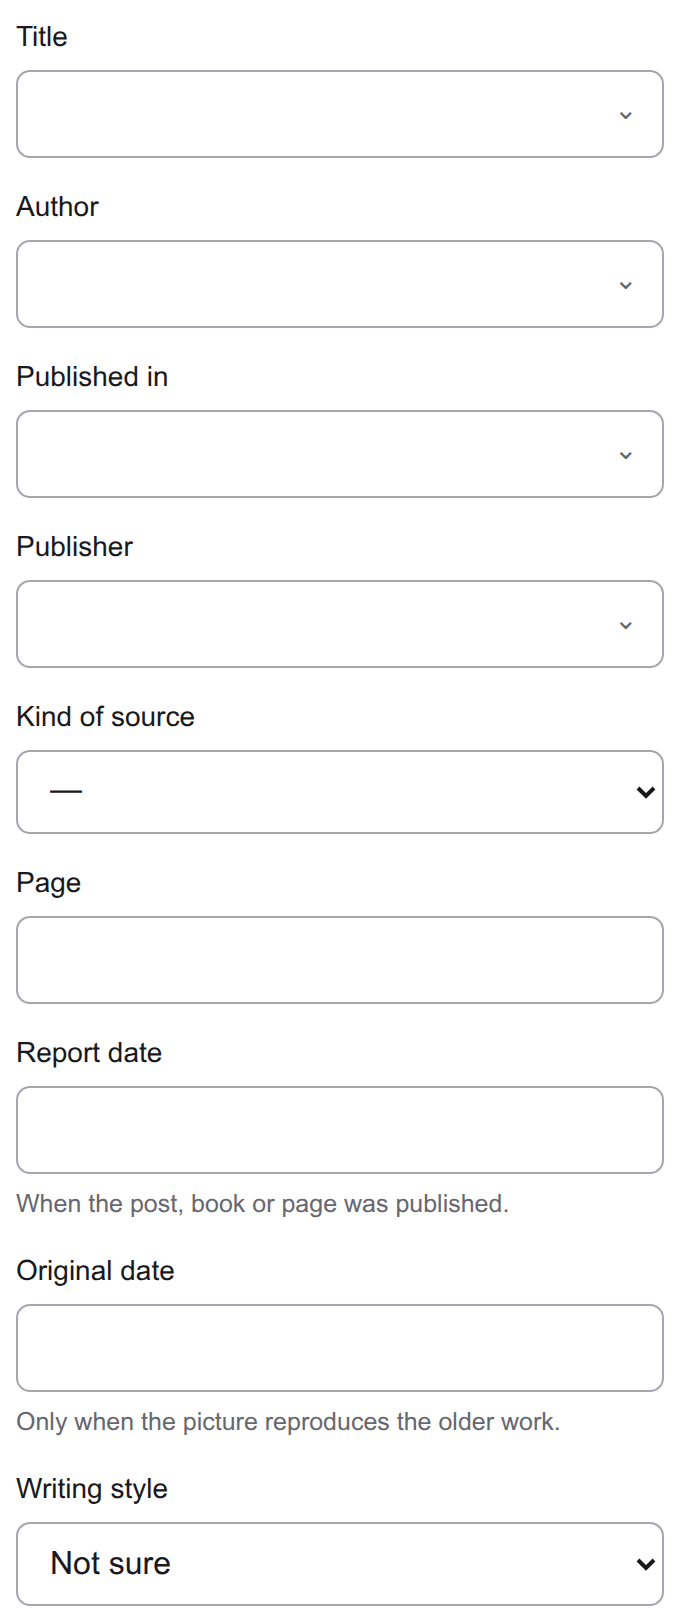 Title
Author
Published in
Publisher
Kind of source
—
Page
Report date
When the post, book or page was published.
Original date
Only when the picture reproduces the older work.
Writing style
Not sure